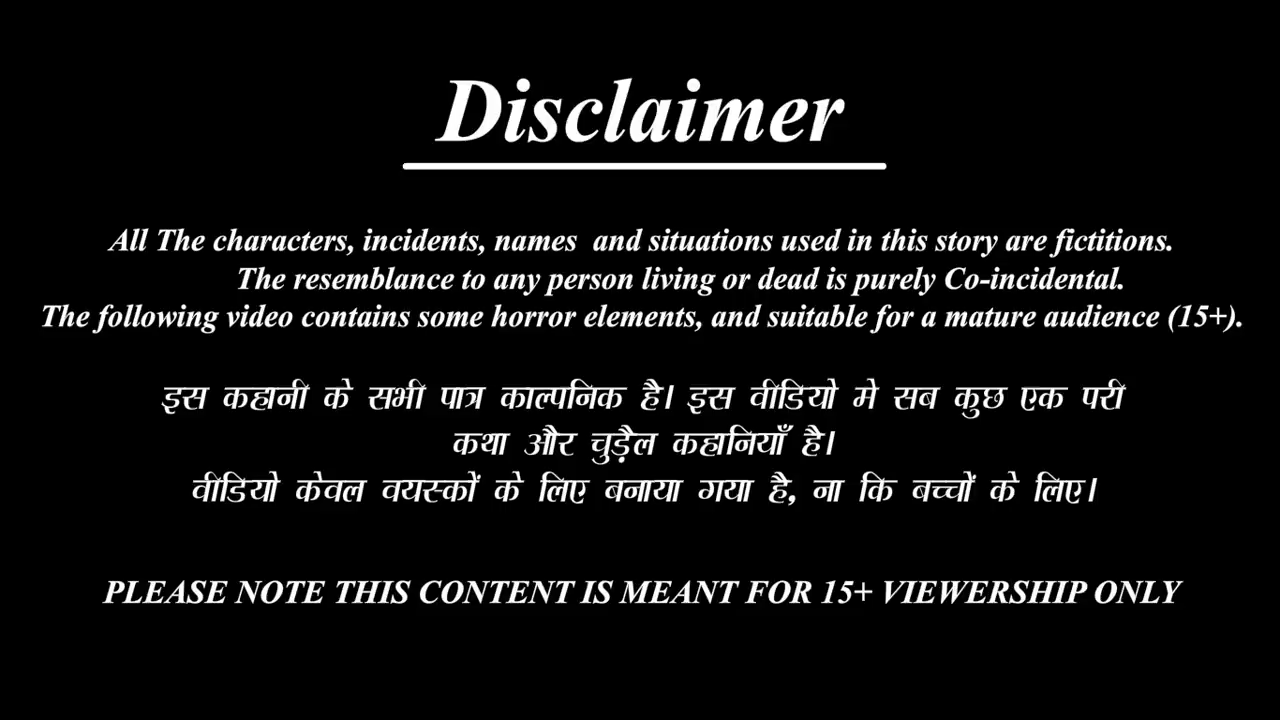 Disclaimer
All The characters, incidents, names and situations used in this story are fictitions.
The resemblance to any person living or dead is purely Co-incidental.
The following video contains some horror elements, and suitable for a mature audience (15+).
इस कहानी के सभी पात्र काल्पनिक है। इस वीडियो मे सब कुछ एक परी
कथा और चुड़ैल कहानियाँ है।
वीडियो केवल वयस्कों के लिए बनाया गया है, ना कि बच्चों के लिए।
PLEASE NOTE THIS CONTENT IS MEANT FOR 15+ VIEWERSHIP ONLY